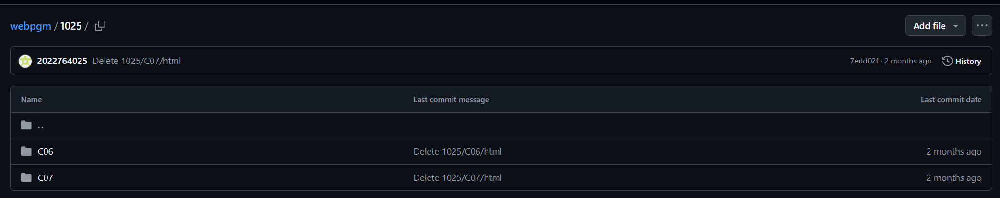 webpgm / 1025 /
Add file
2022764025 Delete 1025/C07/html
7edd02f · 2 months ago
History
Name Last commit message Last commit date
..
C06 Delete 1025/C06/html 2 months ago
C07 Delete 1025/C07/html 2 months ago